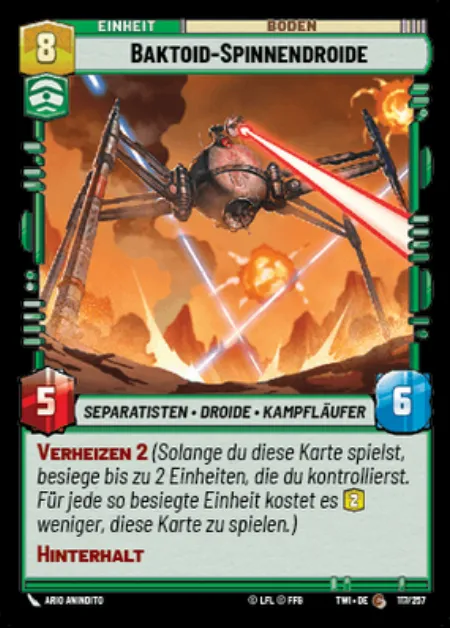 EINHEIT BODEN
8 BAKTOID-SPINNENDROIDE
5 SEPARATISTEN • DROIDE • KAMPFLÄUFER 6
VERHEIZEN 2 (Solange du diese Karte spielst,
besiege bis zu 2 Einheiten, die du kontrollierst.
Für jede so besiegte Einheit kostet es 2
weniger, diese Karte zu spielen.)
HINTERHALT
ARIO ANINDITO © LFL © FFG TWI • DE C 117/257